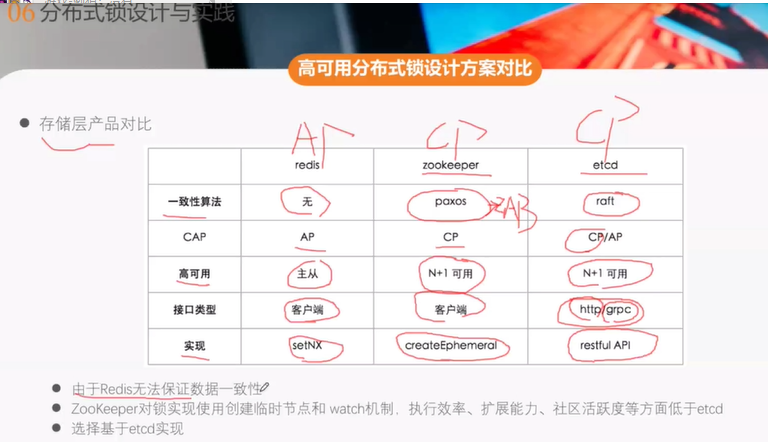 06 分布式锁设计与实践
高可用分布式锁设计方案对比
存储层产品对比
AP CP CP
redis zookeeper etcd
一致性算法 无 paxos ZAB raft
CAP AP CP CP/AP
高可用 主从 N+1 可用 N+1 可用
接口类型 客户端 客户端 http/grpc
实现 setNX createEphemeral restful API
由于Redis无法保证数据一致性
ZooKeeper对锁实现使用创建临时节点和 watch机制，执行效率、扩展能力、社区活跃度等方面低于etcd
选择基于etcd实现